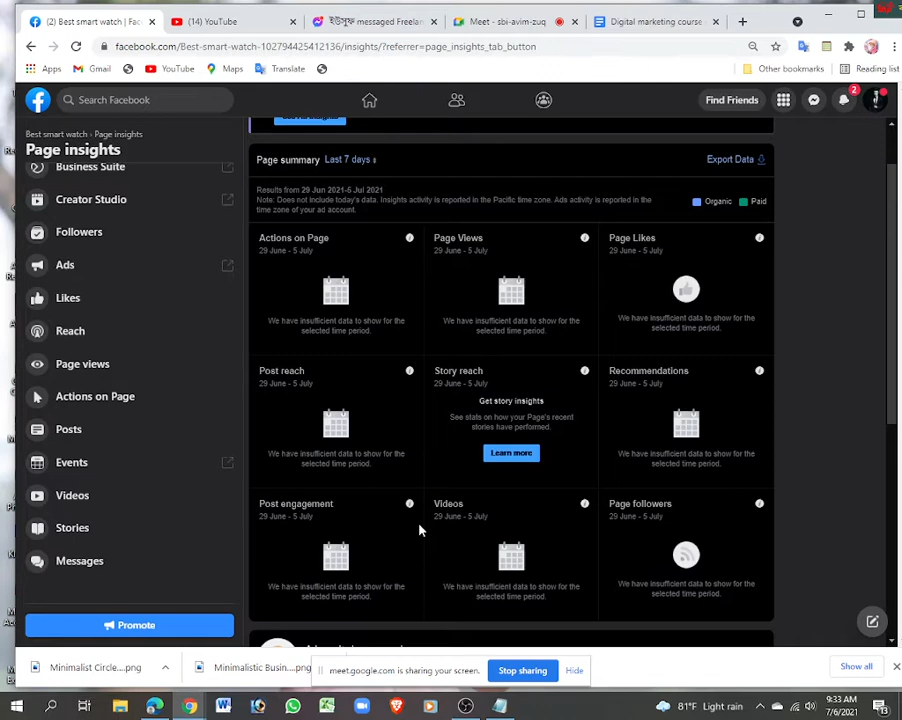 (2) Best smart watch | Facebook
(14) YouTube
ইউসুফ messaged Freelan
Meet - sbi-avim-zuq
Digital marketing course
facebook.com/Best-smart-watch-102794425412136/insights/?referrer=page_insights_tab_button
Apps
Gmail
YouTube
Maps
Translate
Other bookmarks
Reading list
Search Facebook
Find Friends
2
Best smart watch › Page insights
Page insights
Business Suite
Creator Studio
Followers
Ads
Likes
Reach
Page views
Actions on Page
Posts
Events
Videos
Stories
Messages
Promote
Page summary Last 7 days
Export Data
Results from 29 Jun 2021-5 Jul 2021
Note: Does not include today's data. Insights activity is reported in the Pacific time zone. Ads activity is reported in the
time zone of your ad account.
Organic
Paid
Actions on Page
29 June - 5 July
We have insufficient data to show for the
selected time period.
Page Views
29 June - 5 July
We have insufficient data to show for the
selected time period.
Page Likes
29 June - 5 July
We have insufficient data to show for the
selected time period.
Post reach
29 June - 5 July
We have insufficient data to show for the
selected time period.
Story reach
29 June - 5 July
Get story insights
See stats on how your Page's recent
stories have performed.
Learn more
Recommendations
29 June - 5 July
We have insufficient data to show for the
selected time period.
Post engagement
29 June - 5 July
We have insufficient data to show for the
selected time period.
Videos
29 June - 5 July
We have insufficient data to show for the
selected time period.
Page followers
29 June - 5 July
We have insufficient data to show for the
selected time period.
Minimalist Circle....png
Minimalistic Busin....png
meet.google.com is sharing your screen.
Stop sharing
Hide
Show all
81°F Light rain
9:33 AM
7/6/2021
13